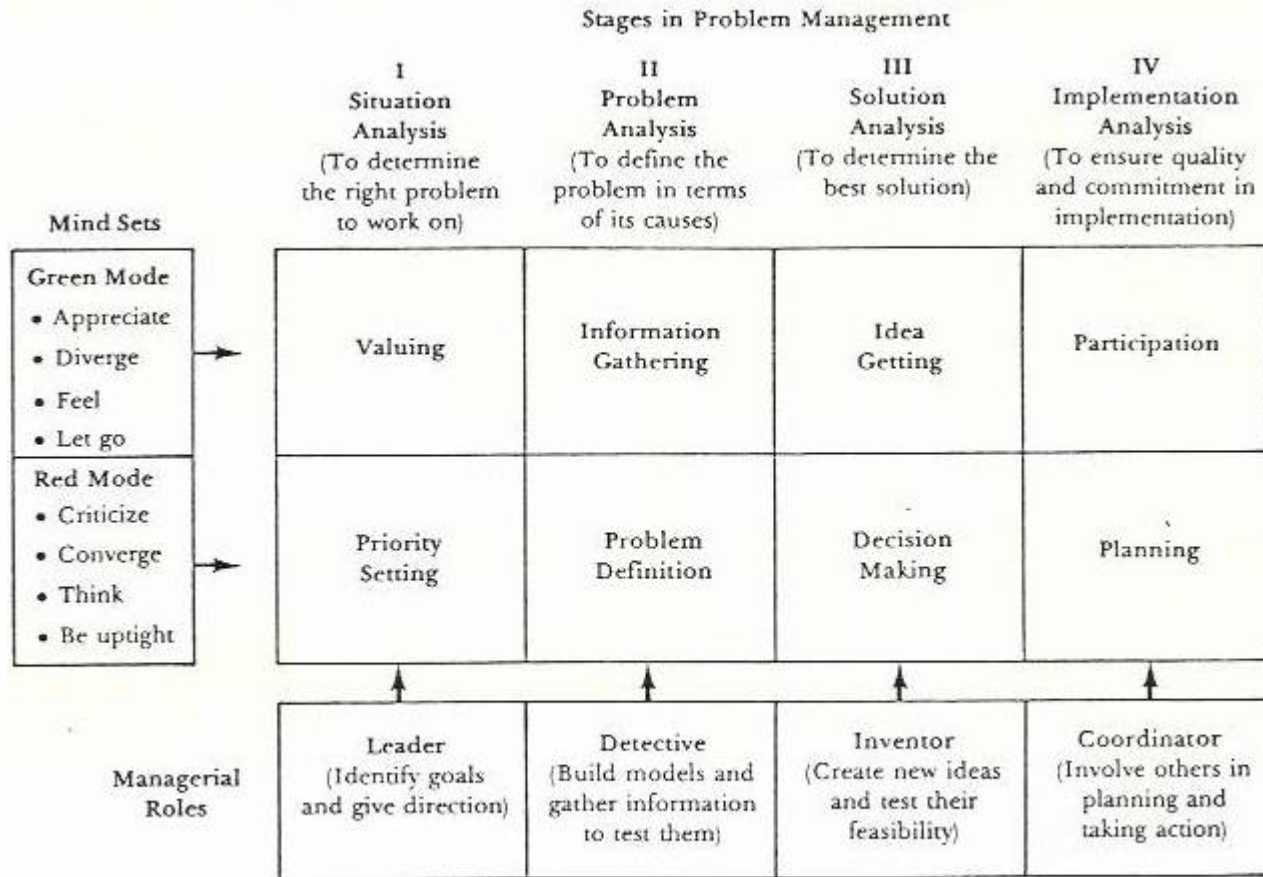 Stages in Problem Management
I
Situation
Analysis
(To determine
the right problem
to work on)
II
Problem
Analysis
(To define the
problem in terms
of its causes)
III
Solution
Analysis
(To determine the
best solution)
IV
Implementation
Analysis
(To ensure quality
and commitment in
implementation)
Mind Sets
Green Mode
• Appreciate
• Diverge
• Feel
• Let go
Valuing
Information
Gathering
Idea
Getting
Participation
Red Mode
• Criticize
• Converge
• Think
• Be uptight
Priority
Setting
Problem
Definition
Decision
Making
Planning
Managerial
Roles
Leader
(Identify goals
and give direction)
Detective
(Build models and
gather information
to test them)
Inventor
(Create new ideas
and test their
feasibility)
Coordinator
(Involve others in
planning and
taking action)